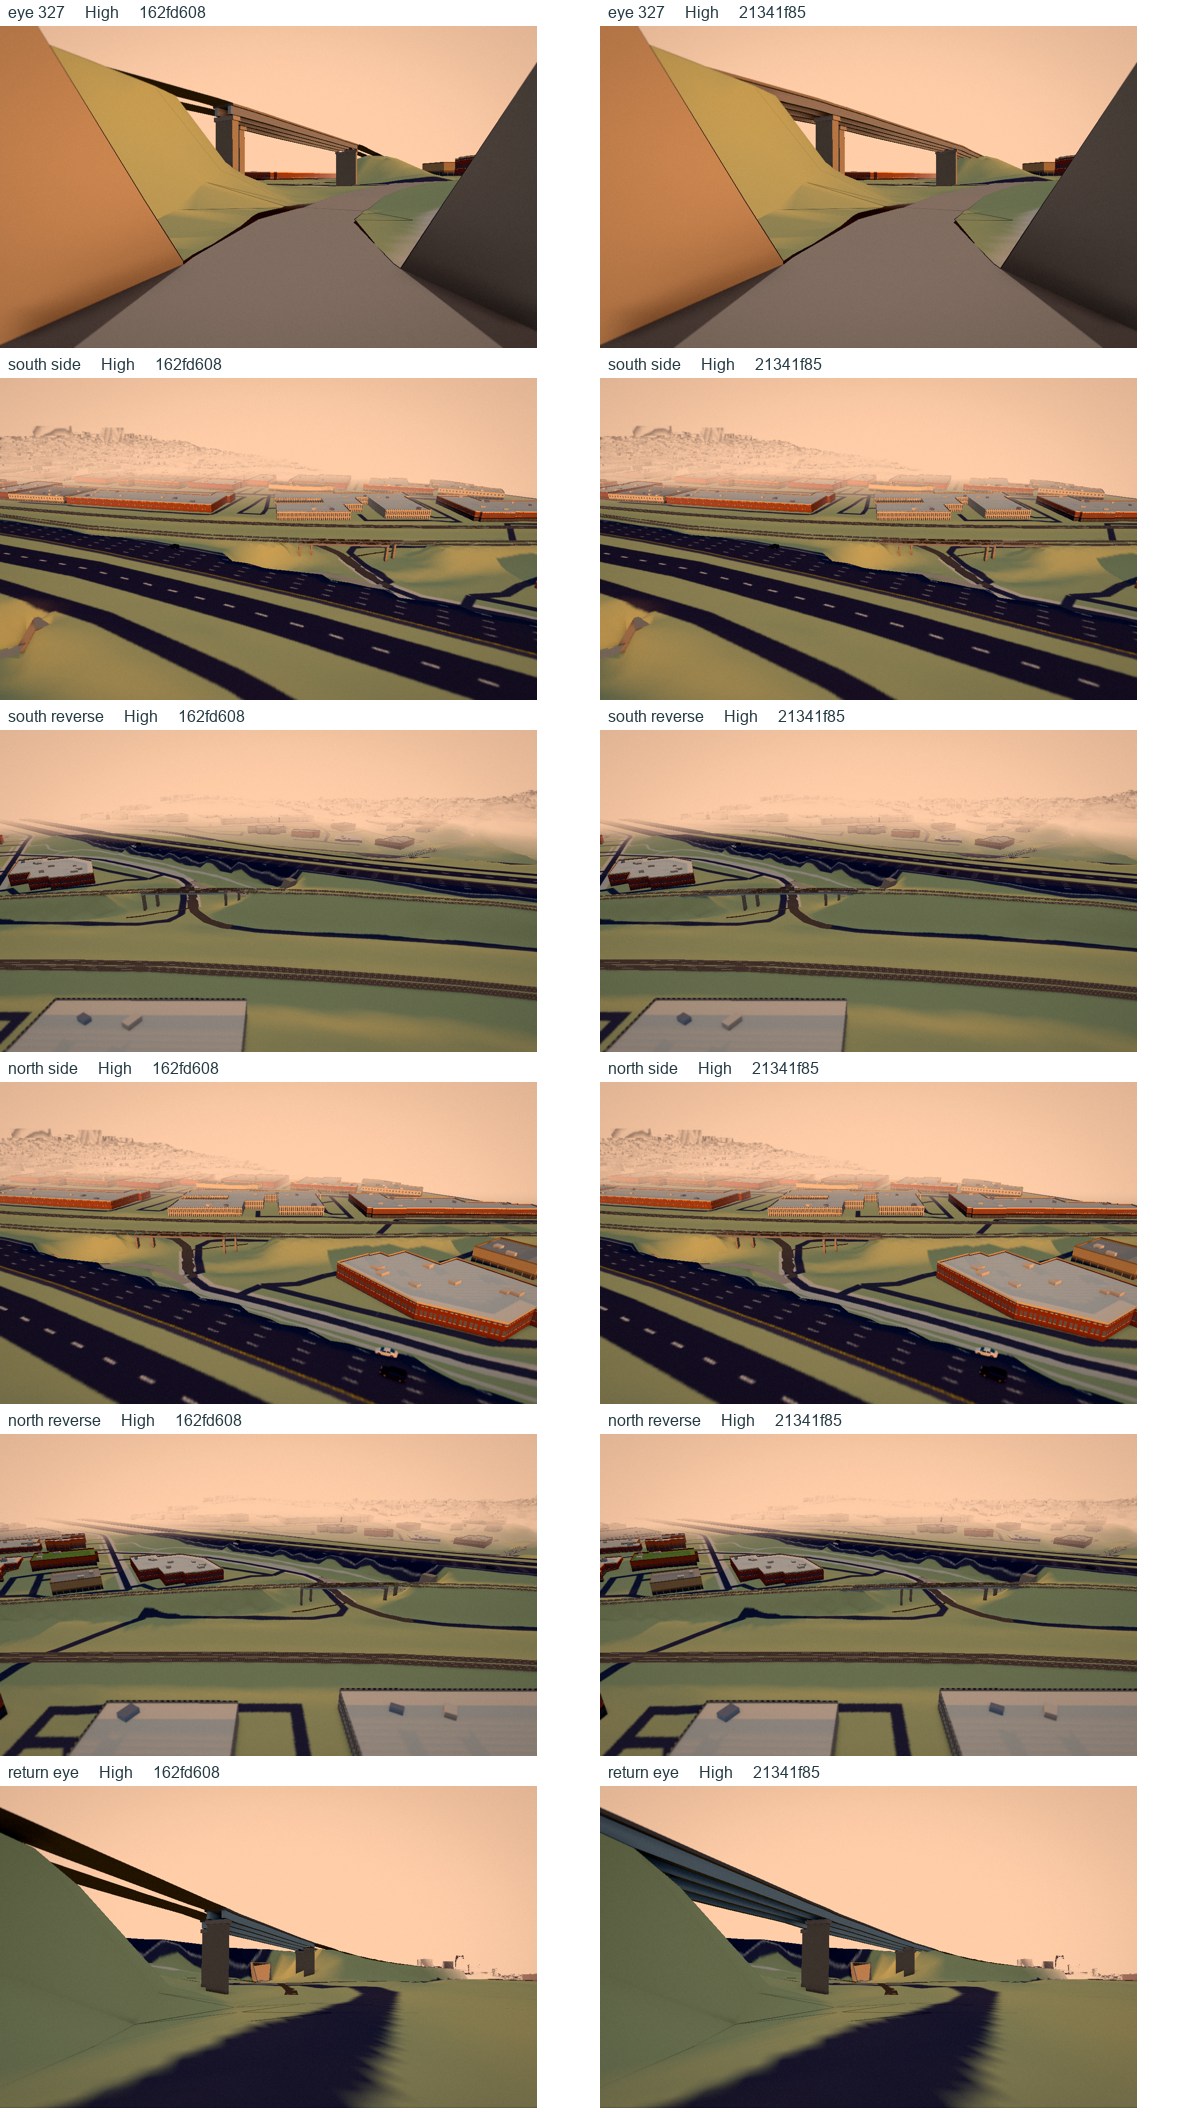 eye 327 High 162fd608
eye 327 High 21341f85
south side High 162fd608
south side High 21341f85
south reverse High 162fd608
south reverse High 21341f85
north side High 162fd608
north side High 21341f85
north reverse High 162fd608
north reverse High 21341f85
return eye High 162fd608
return eye High 21341f85